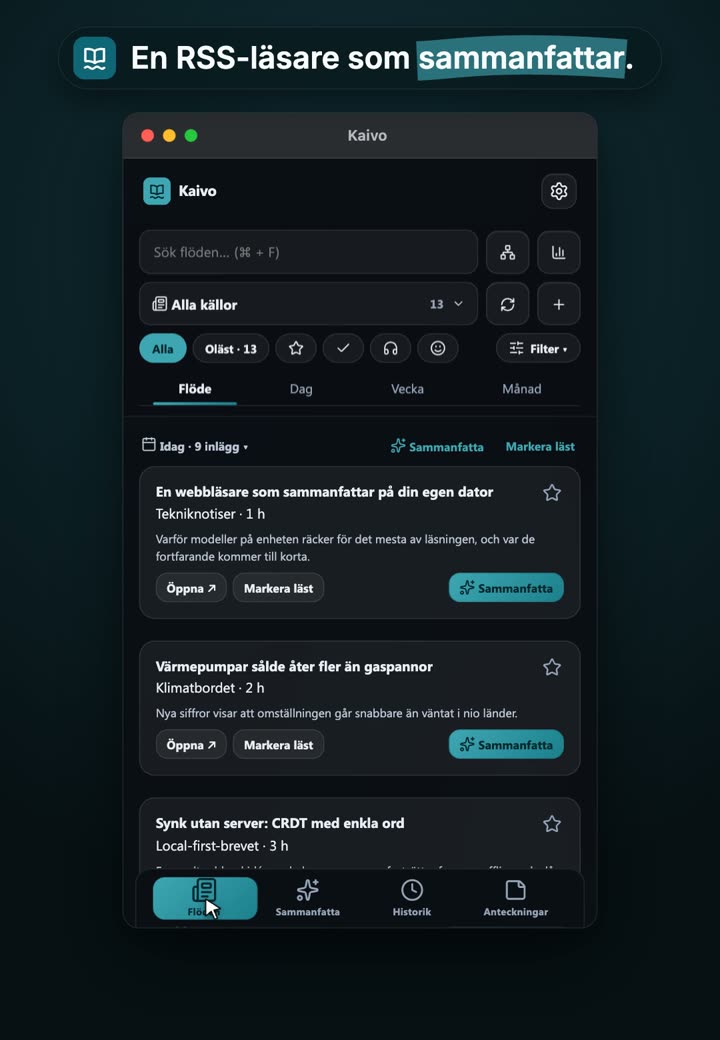 En RSS-läsare som sammanfattar.
Kaivo
Kaivo
Sök flöden... (⌘ + F)
Alla källor 13
Alla Oläst · 13 Filter ▾
Flöde Dag Vecka Månad
Idag · 9 inlägg ▾ Sammanfatta Markera läst
En webbläsare som sammanfattar på din egen dator
Tekniknotiser · 1 h
Varför modeller på enheten räcker för det mesta av läsningen, och var de
fortfarande kommer till korta.
Öppna ↗ Markera läst Sammanfatta
Värmepumpar sålde åter fler än gaspannor
Klimatbordet · 2 h
Nya siffror visar att omställningen går snabbare än väntat i nio länder.
Öppna ↗ Markera läst Sammanfatta
Synk utan server: CRDT med enkla ord
Local-first-brevet · 3 h
Sammanfatta Historik Anteckningar